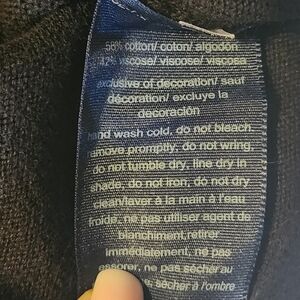 58% cotton/ coton/ algodón
42% viscose/ viscose/ viscosa
exclusive of decoration/ sauf
décoration/ excluye la
decoración
hand wash cold, do not bleach
remove promptly, do not wring,
do not tumble dry, line dry in
shade, do not iron, do not dry
clean/laver à la main à l'eau
froide, ne pas utiliser agent de
blanchiment,retirer
immédiatement, ne pas
essorer, ne pas sécher au
sécher à l'ombre